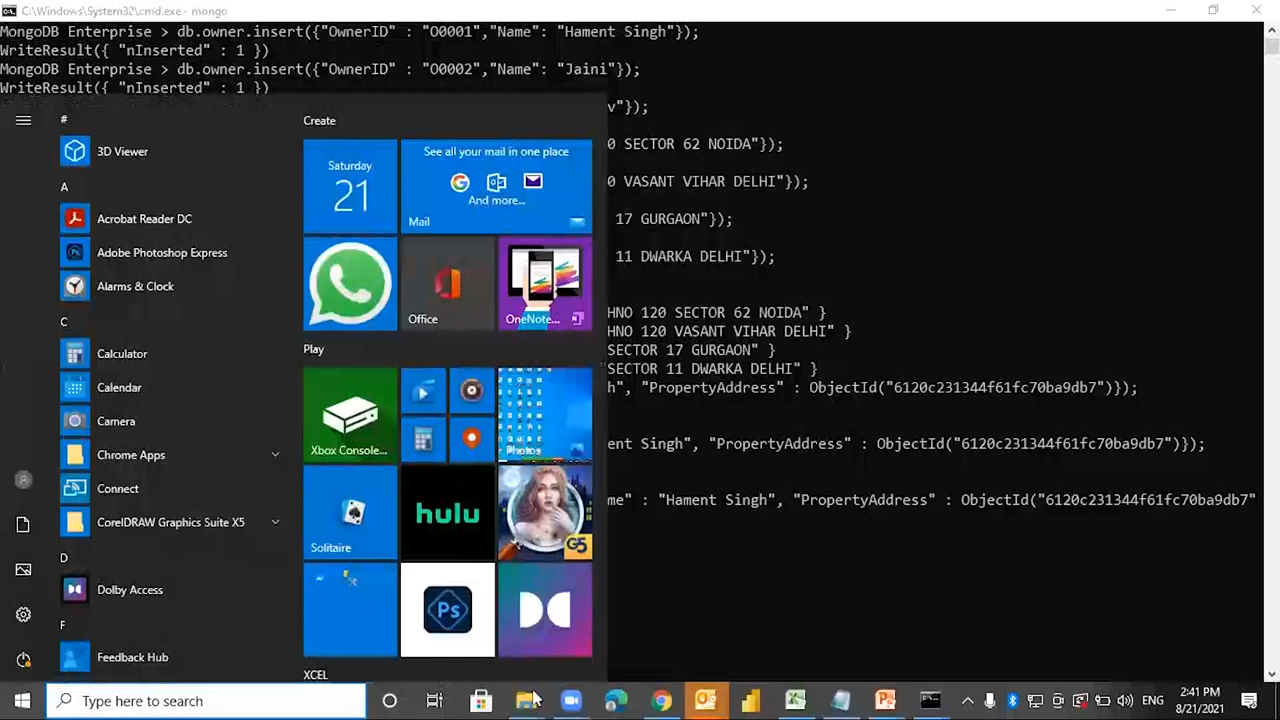 C:\Windows\System32\cmd.exe - mongo
MongoDB Enterprise > db.owner.insert({"OwnerID" : "O0001","Name": "Hament Singh"});
WriteResult({ "nInserted" : 1 })
MongoDB Enterprise > db.owner.insert({"OwnerID" : "O0002","Name": "Jaini"});
WriteResult({ "nInserted" : 1 })
v"});
0 SECTOR 62 NOIDA"});
0 VASANT VIHAR DELHI"});
17 GURGAON"});
11 DWARKA DELHI"});
HNO 120 SECTOR 62 NOIDA" }
HNO 120 VASANT VIHAR DELHI" }
SECTOR 17 GURGAON" }
SECTOR 11 DWARKA DELHI" }
h", "PropertyAddress" : ObjectId("6120c231344f61fc70ba9db7")});
ent Singh", "PropertyAddress" : ObjectId("6120c231344f61fc70ba9db7")});
me" : "Hament Singh", "PropertyAddress" : ObjectId("6120c231344f61fc70ba9db7"
#
3D Viewer
A
Acrobat Reader DC
Adobe Photoshop Express
Alarms & Clock
C
Calculator
Calendar
Camera
Chrome Apps
Connect
CorelDRAW Graphics Suite X5
D
Dolby Access
F
Feedback Hub
Create
Saturday
21
See all your mail in one place
And more...
Mail
Office
OneNote...
Play
Xbox Console...
Photos
Solitaire
hulu
G5
Ps
XCEL
Type here to search
ENG
2:41 PM
8/21/2021